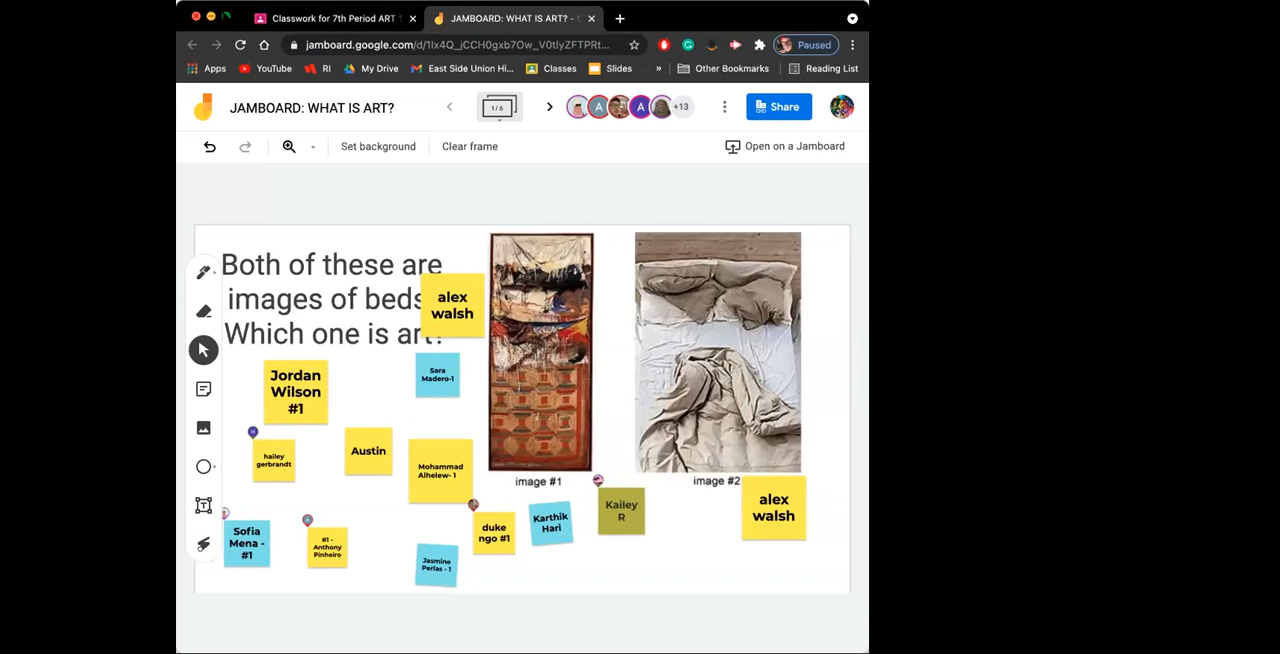 Classwork for 7th Period ART 1
JAMBOARD: WHAT IS ART? -
jamboard.google.com/d/1lx4Q_jCCH0gxb7Ow_V0tlyZFTPRt...
Paused
Apps
YouTube
RI
My Drive
East Side Union Hi...
Classes
Slides
»
Other Bookmarks
Reading List
JAMBOARD: WHAT IS ART?
1/6
A
A
+13
Share
Set background
Clear frame
Open on a Jamboard
Both of these are
images of beds
Which one is art?
alex
walsh
Sara
Madero-1
Jordan
Wilson
#1
H
hailey
gerbrandt
Austin
Mohammad
Alhelew- 1
image #1
image #2
Kailey
R
alex
walsh
duke
ngo #1
Karthik
Hari
Sofia
Mena -
#1
#1 -
Anthony
Pinheiro
Jasmine
Perlas - 1